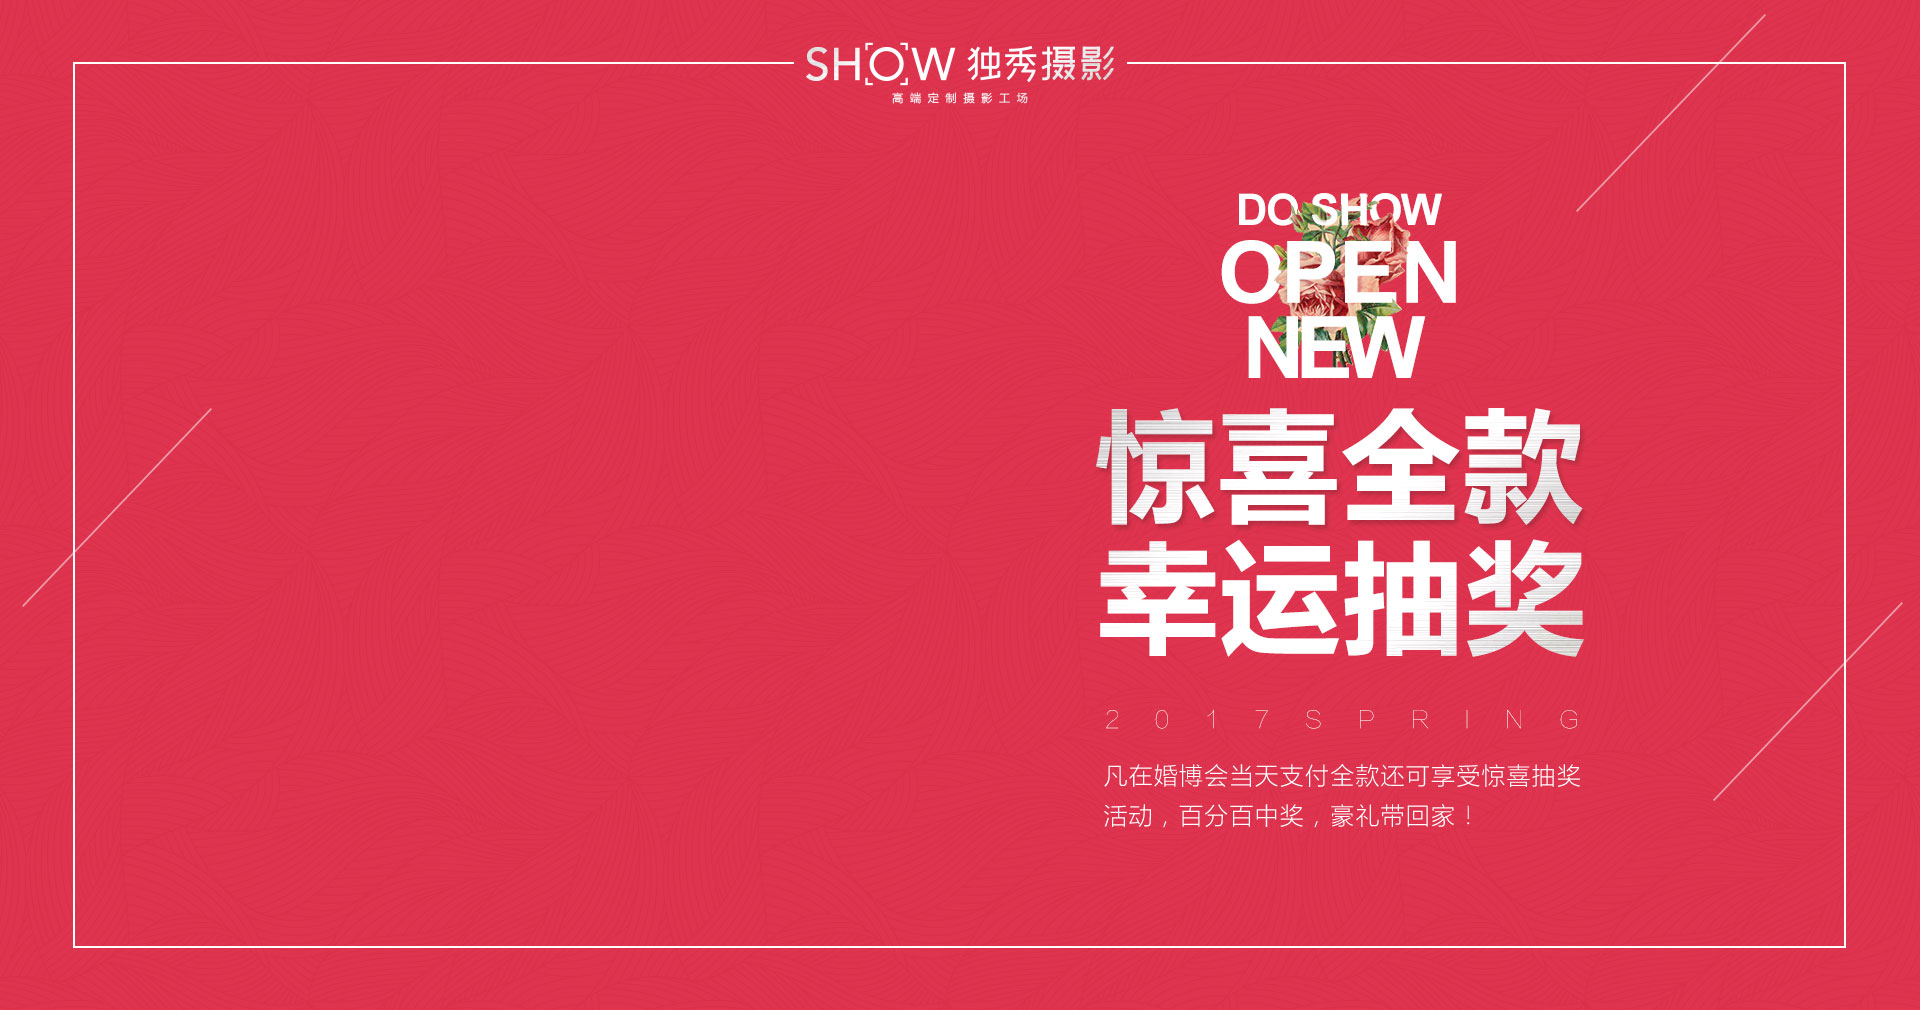 SHOW 独秀摄影
高端定制摄影工场
DO SHOW
OPEN
NEW
惊喜全款
幸运抽奖
2017SPRING
凡在婚博会当天支付全款还可享受惊喜抽奖
活动，百分百中奖，豪礼带回家！